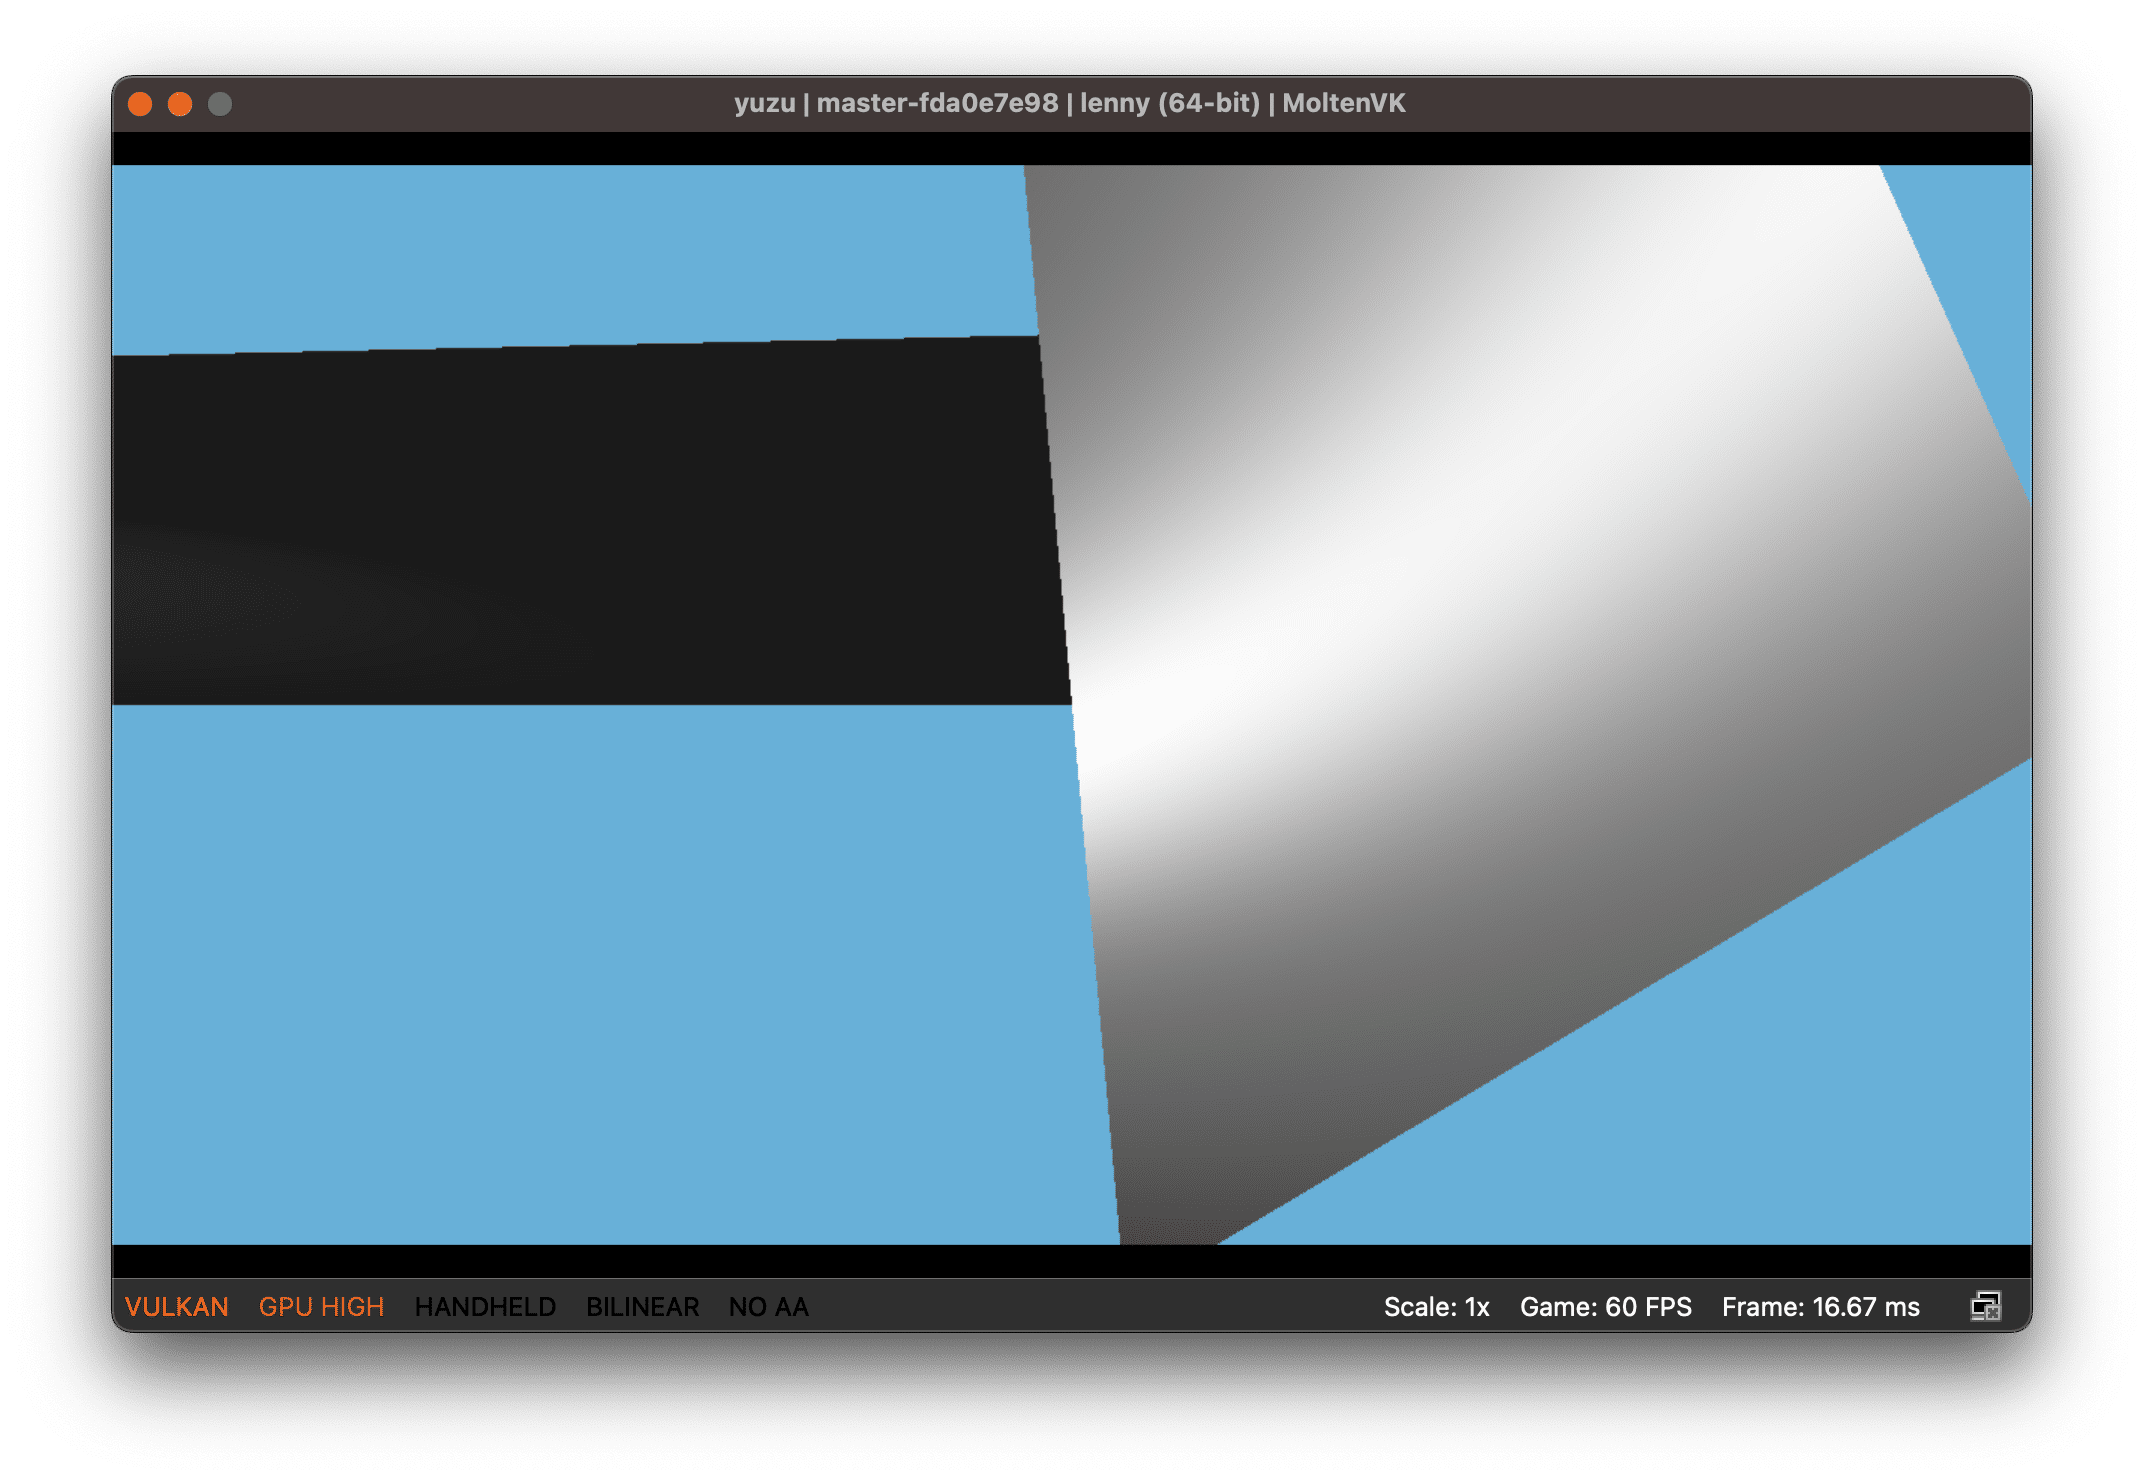 yuzu | master-fda0e7e98 | lenny (64-bit) | MoltenVK
VULKAN GPU HIGH HANDHELD BILINEAR NO AA Scale: 1x Game: 60 FPS Frame: 16.67 ms